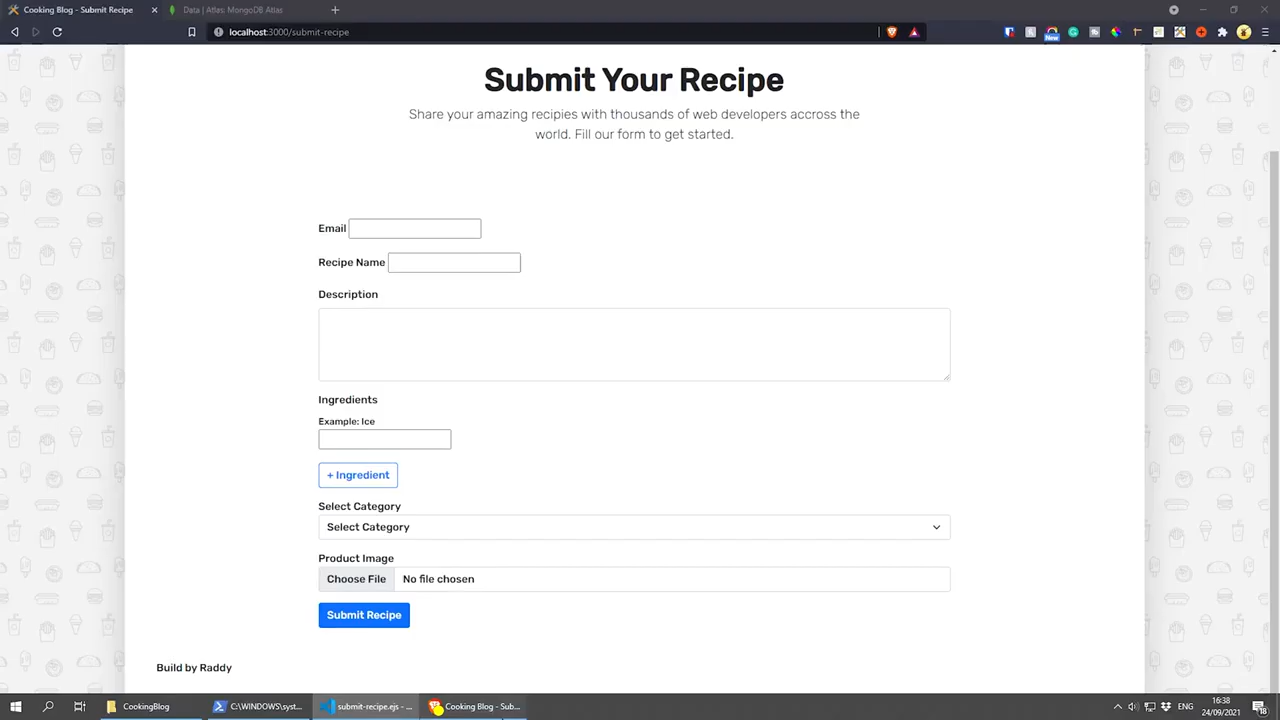 Cooking Blog - Submit Recipe
Data | Atlas: MongoDB Atlas
localhost:3000/submit-recipe
New
Submit Your Recipe
Share your amazing recipies with thousands of web developers accross the
world. Fill our form to get started.
Email
Recipe Name
Description
Ingredients
Example: Ice
+ Ingredient
Select Category
Select Category
Product Image
Choose File No file chosen
Submit Recipe
Build by Raddy
CookingBlog
C:\WINDOWS\syst...
submit-recipe.ejs - ...
Cooking Blog - Sub...
ENG
16:38
24/09/2021
18